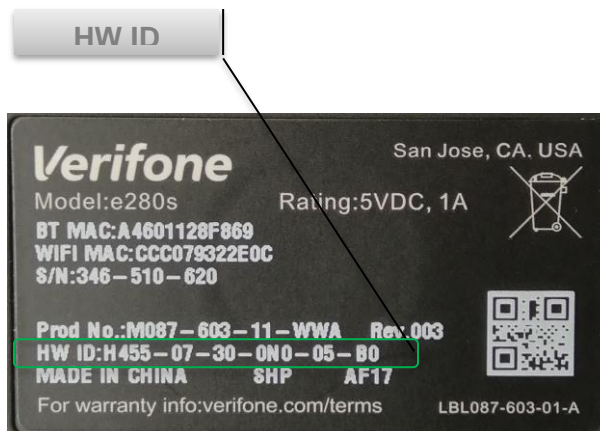 HW ID
Verifone
San Jose, CA. USA
Model:e280s
Rating:5VDC, 1A
BT MAC:A4601128F869
WIFI MAC:CCC079322E0C
S/N:346-510-620
Prod No.:M087-603-11-WWA Rev.003
HW ID:H455-07-30-0N0-05-B0
MADE IN CHINA SHP AF17
For warranty info:verifone.com/terms
LBL087-603-01-A